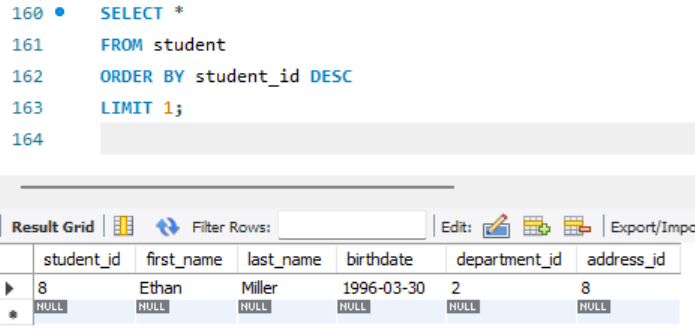 160 SELECT *
161 FROM student
162 ORDER BY student_id DESC
163 LIMIT 1;
164
Result Grid Filter Rows: Edit: Export/Impo
student_id first_name last_name birthdate department_id address_id
8 Ethan Miller 1996-03-30 2 8
NULL NULL NULL NULL NULL NULL